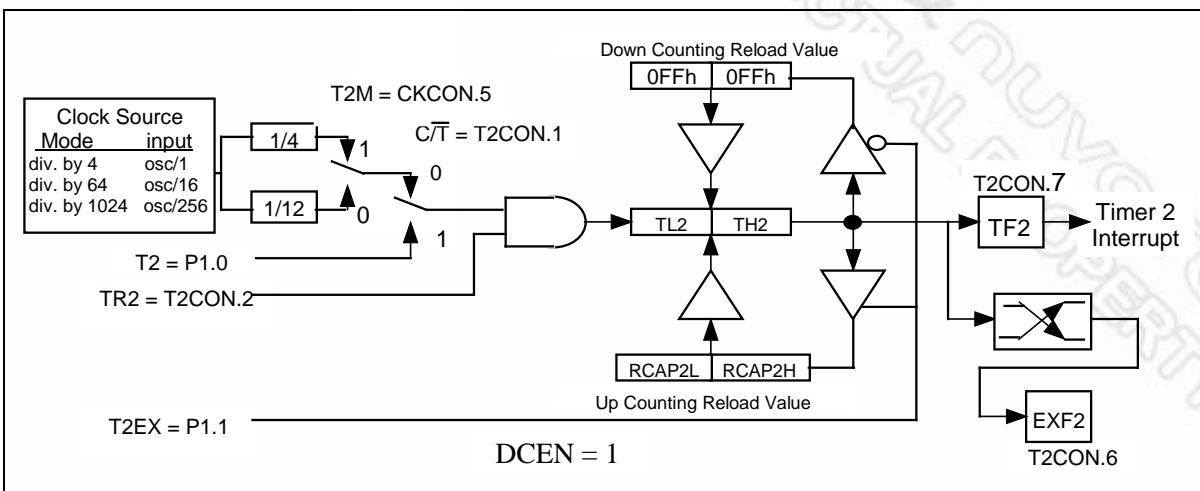 Down Counting Reload Value
0FFh 0FFh
T2M = CKCON.5
Clock Source
Mode input
div. by 4 osc/1
div. by 64 osc/16
div. by 1024 osc/256
1/4
1/12
1
0
C/T̅ = T2CON.1
0
1
T2 = P1.0
TR2 = T2CON.2
TL2 TH2
T2CON.7
TF2
Timer 2
Interrupt
RCAP2L RCAP2H
Up Counting Reload Value
T2EX = P1.1
DCEN = 1
EXF2
T2CON.6